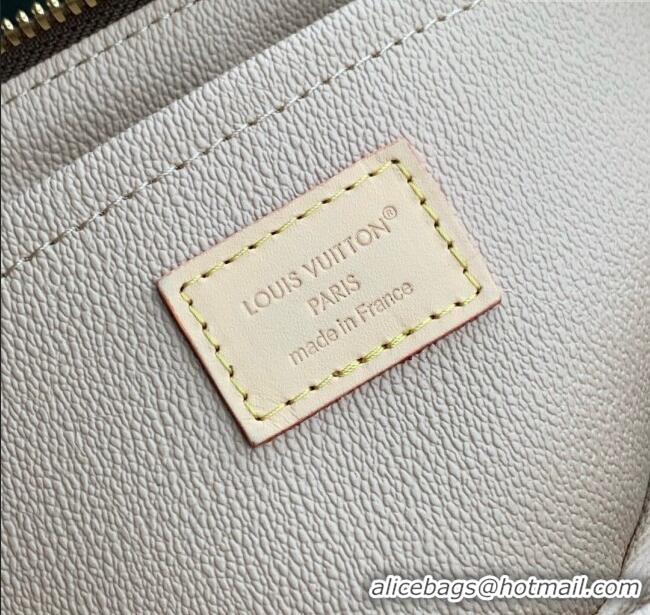 LOUIS VUITTON®
PARIS
made in France
alicebags@hotmail.com